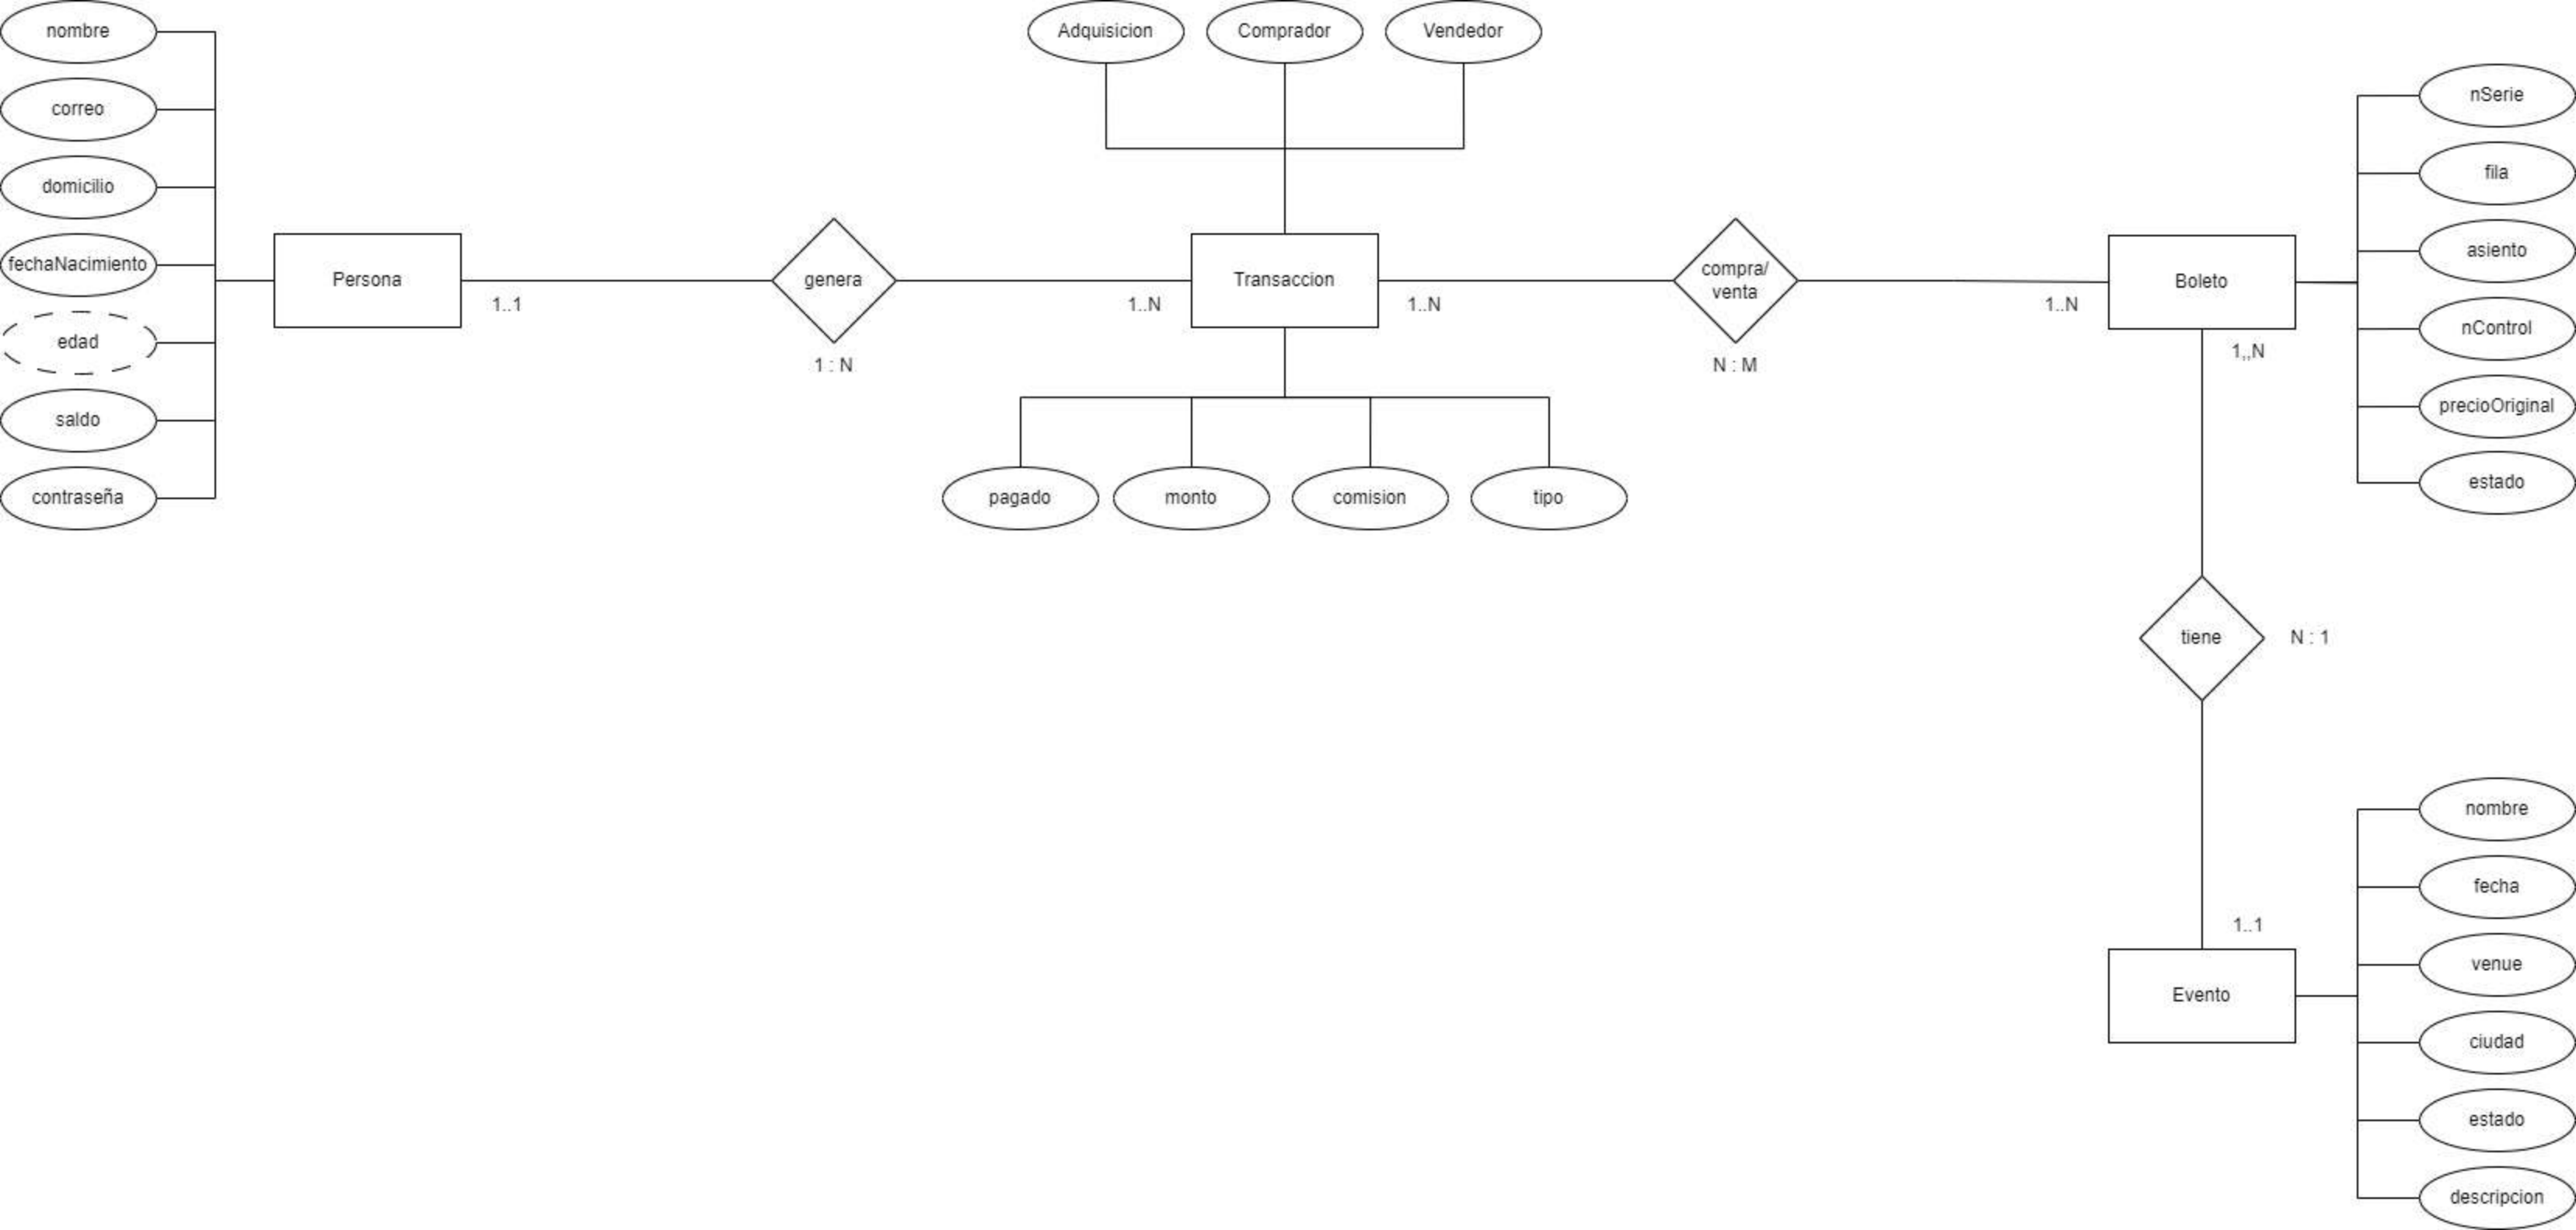 nombre
correo
domicilio
fechaNacimiento
edad
saldo
contraseña
Persona
1..1
genera
1 : N
1..N
Adquisicion
Comprador
Vendedor
Transaccion
pagado
monto
comision
tipo
1..N
compra/
venta
N : M
1..N
Boleto
1,,N
nSerie
fila
asiento
nControl
precioOriginal
estado
tiene
N : 1
1..1
Evento
nombre
fecha
venue
ciudad
estado
descripcion